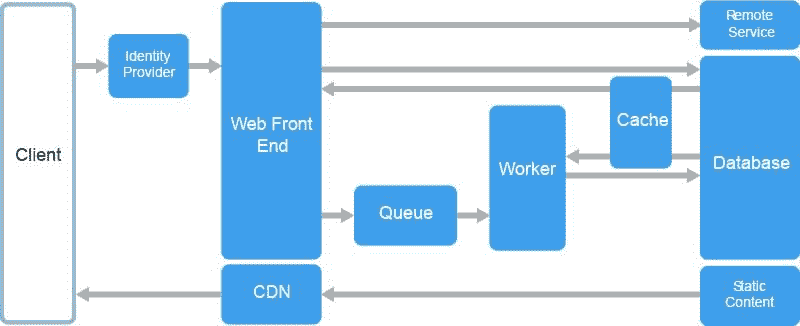 Remote
Service
Identity
Provider
Web Front
End
Cache
Client
Worker
Database
Queue
CDN
Static
Content